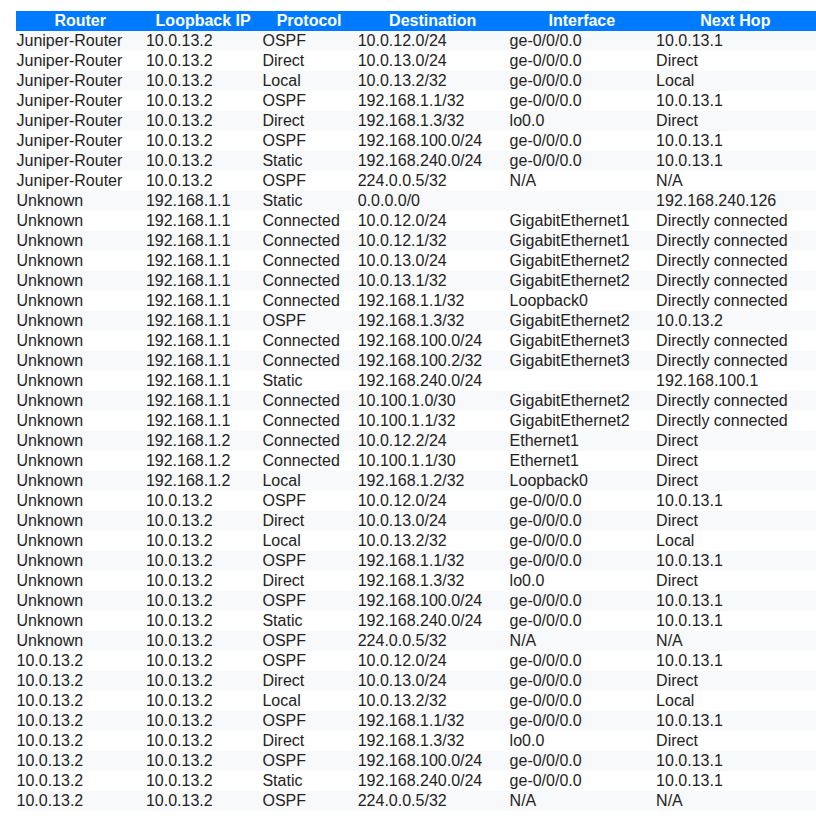 Router Loopback IP Protocol Destination Interface Next Hop
Juniper-Router 10.0.13.2 OSPF 10.0.12.0/24 ge-0/0/0.0 10.0.13.1
Juniper-Router 10.0.13.2 Direct 10.0.13.0/24 ge-0/0/0.0 Direct
Juniper-Router 10.0.13.2 Local 10.0.13.2/32 ge-0/0/0.0 Local
Juniper-Router 10.0.13.2 OSPF 192.168.1.1/32 ge-0/0/0.0 10.0.13.1
Juniper-Router 10.0.13.2 Direct 192.168.1.3/32 lo0.0 Direct
Juniper-Router 10.0.13.2 OSPF 192.168.100.0/24 ge-0/0/0.0 10.0.13.1
Juniper-Router 10.0.13.2 Static 192.168.240.0/24 ge-0/0/0.0 10.0.13.1
Juniper-Router 10.0.13.2 OSPF 224.0.0.5/32 N/A N/A
Unknown 192.168.1.1 Static 0.0.0.0/0 192.168.240.126
Unknown 192.168.1.1 Connected 10.0.12.0/24 GigabitEthernet1 Directly connected
Unknown 192.168.1.1 Connected 10.0.12.1/32 GigabitEthernet1 Directly connected
Unknown 192.168.1.1 Connected 10.0.13.0/24 GigabitEthernet2 Directly connected
Unknown 192.168.1.1 Connected 10.0.13.1/32 GigabitEthernet2 Directly connected
Unknown 192.168.1.1 Connected 192.168.1.1/32 Loopback0 Directly connected
Unknown 192.168.1.1 OSPF 192.168.1.3/32 GigabitEthernet2 10.0.13.2
Unknown 192.168.1.1 Connected 192.168.100.0/24 GigabitEthernet3 Directly connected
Unknown 192.168.1.1 Connected 192.168.100.2/32 GigabitEthernet3 Directly connected
Unknown 192.168.1.1 Static 192.168.240.0/24 192.168.100.1
Unknown 192.168.1.1 Connected 10.100.1.0/30 GigabitEthernet2 Directly connected
Unknown 192.168.1.1 Connected 10.100.1.1/32 GigabitEthernet2 Directly connected
Unknown 192.168.1.2 Connected 10.0.12.2/24 Ethernet1 Direct
Unknown 192.168.1.2 Connected 10.100.1.1/30 Ethernet1 Direct
Unknown 192.168.1.2 Local 192.168.1.2/32 Loopback0 Direct
Unknown 10.0.13.2 OSPF 10.0.12.0/24 ge-0/0/0.0 10.0.13.1
Unknown 10.0.13.2 Direct 10.0.13.0/24 ge-0/0/0.0 Direct
Unknown 10.0.13.2 Local 10.0.13.2/32 ge-0/0/0.0 Local
Unknown 10.0.13.2 OSPF 192.168.1.1/32 ge-0/0/0.0 10.0.13.1
Unknown 10.0.13.2 Direct 192.168.1.3/32 lo0.0 Direct
Unknown 10.0.13.2 OSPF 192.168.100.0/24 ge-0/0/0.0 10.0.13.1
Unknown 10.0.13.2 Static 192.168.240.0/24 ge-0/0/0.0 10.0.13.1
Unknown 10.0.13.2 OSPF 224.0.0.5/32 N/A N/A
10.0.13.2 10.0.13.2 OSPF 10.0.12.0/24 ge-0/0/0.0 10.0.13.1
10.0.13.2 10.0.13.2 Direct 10.0.13.0/24 ge-0/0/0.0 Direct
10.0.13.2 10.0.13.2 Local 10.0.13.2/32 ge-0/0/0.0 Local
10.0.13.2 10.0.13.2 OSPF 192.168.1.1/32 ge-0/0/0.0 10.0.13.1
10.0.13.2 10.0.13.2 Direct 192.168.1.3/32 lo0.0 Direct
10.0.13.2 10.0.13.2 OSPF 192.168.100.0/24 ge-0/0/0.0 10.0.13.1
10.0.13.2 10.0.13.2 Static 192.168.240.0/24 ge-0/0/0.0 10.0.13.1
10.0.13.2 10.0.13.2 OSPF 224.0.0.5/32 N/A N/A